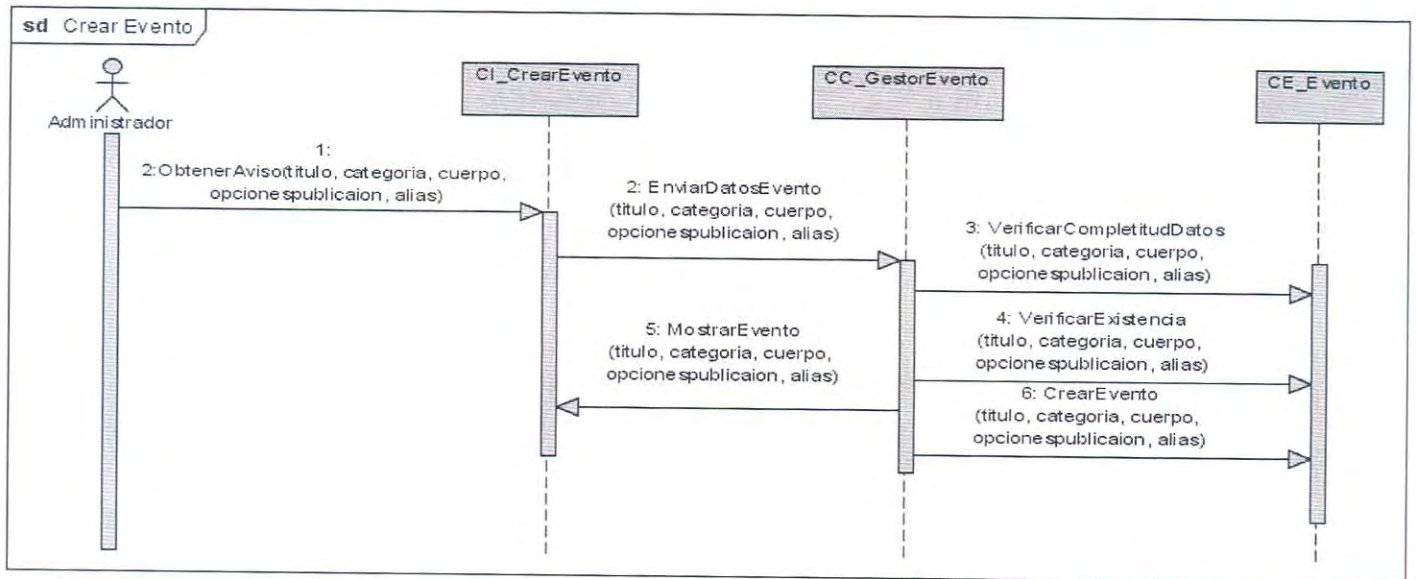 sd Crear Evento
Administrador
CI_CrearEvento
CC_GestorEvento
CE_Evento
1:
2:ObtenerAviso(titulo, categoria, cuerpo,
opcionespublicaion, alias)
2: EnviarDatosEvento
(titulo, categoria, cuerpo,
opcionespublicaion, alias)
3: VerificarCompletitudDatos
(titulo, categoria, cuerpo,
opcionespublicaion, alias)
4: VerificarExistencia
(titulo, categoria, cuerpo,
opcionespublicaion, alias)
5: MostrarEvento
(titulo, categoria, cuerpo,
opcionespublicaion, alias)
6: CrearEvento
(titulo, categoria, cuerpo,
opcionespublicaion, alias)